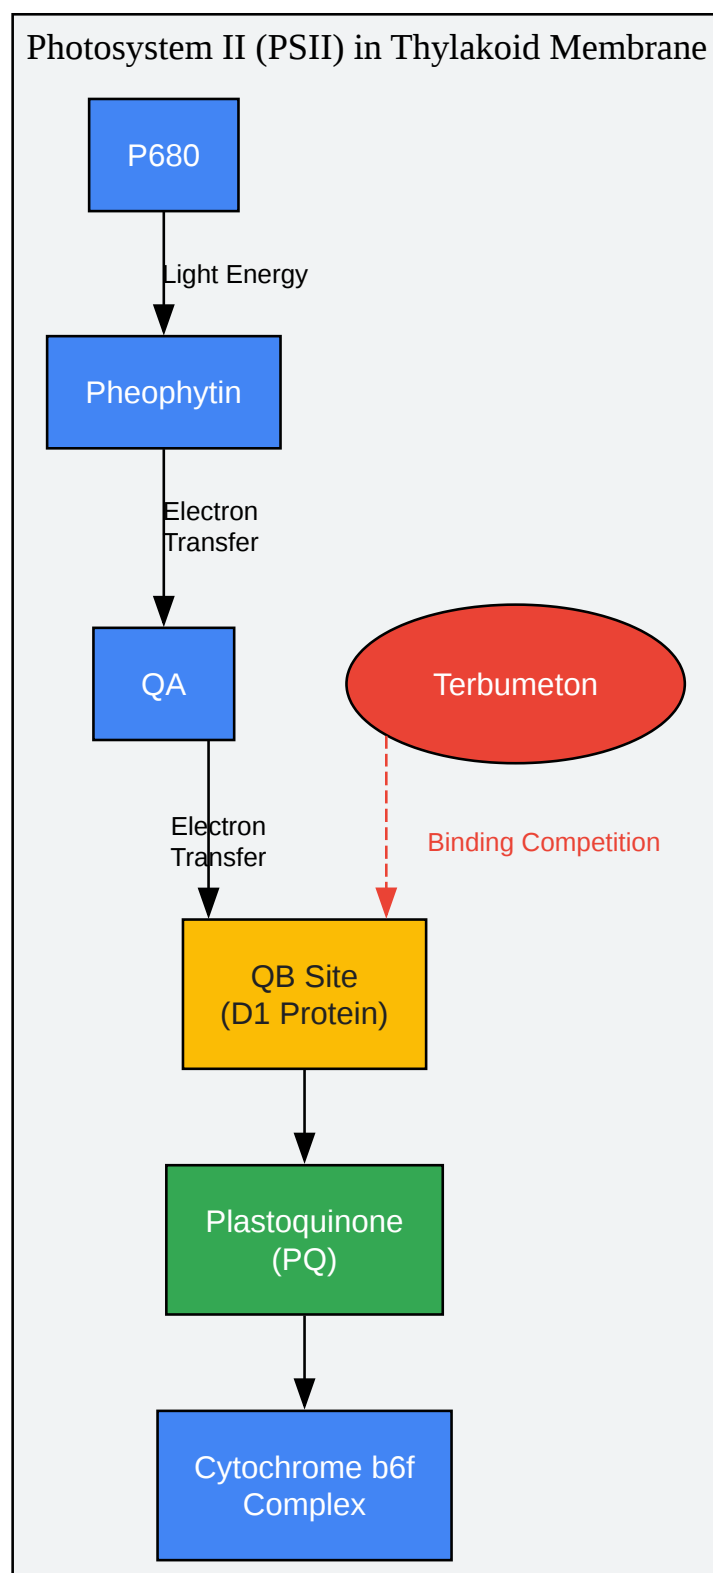 Photosystem II (PSII) in Thylakoid Membrane
P680
Light Energy
Pheophytin
Electron
Transfer
QA
Terbumeton
Electron
Transfer
Binding Competition
QB Site
(D1 Protein)
Plastoquinone
(PQ)
Cytochrome b6f
Complex